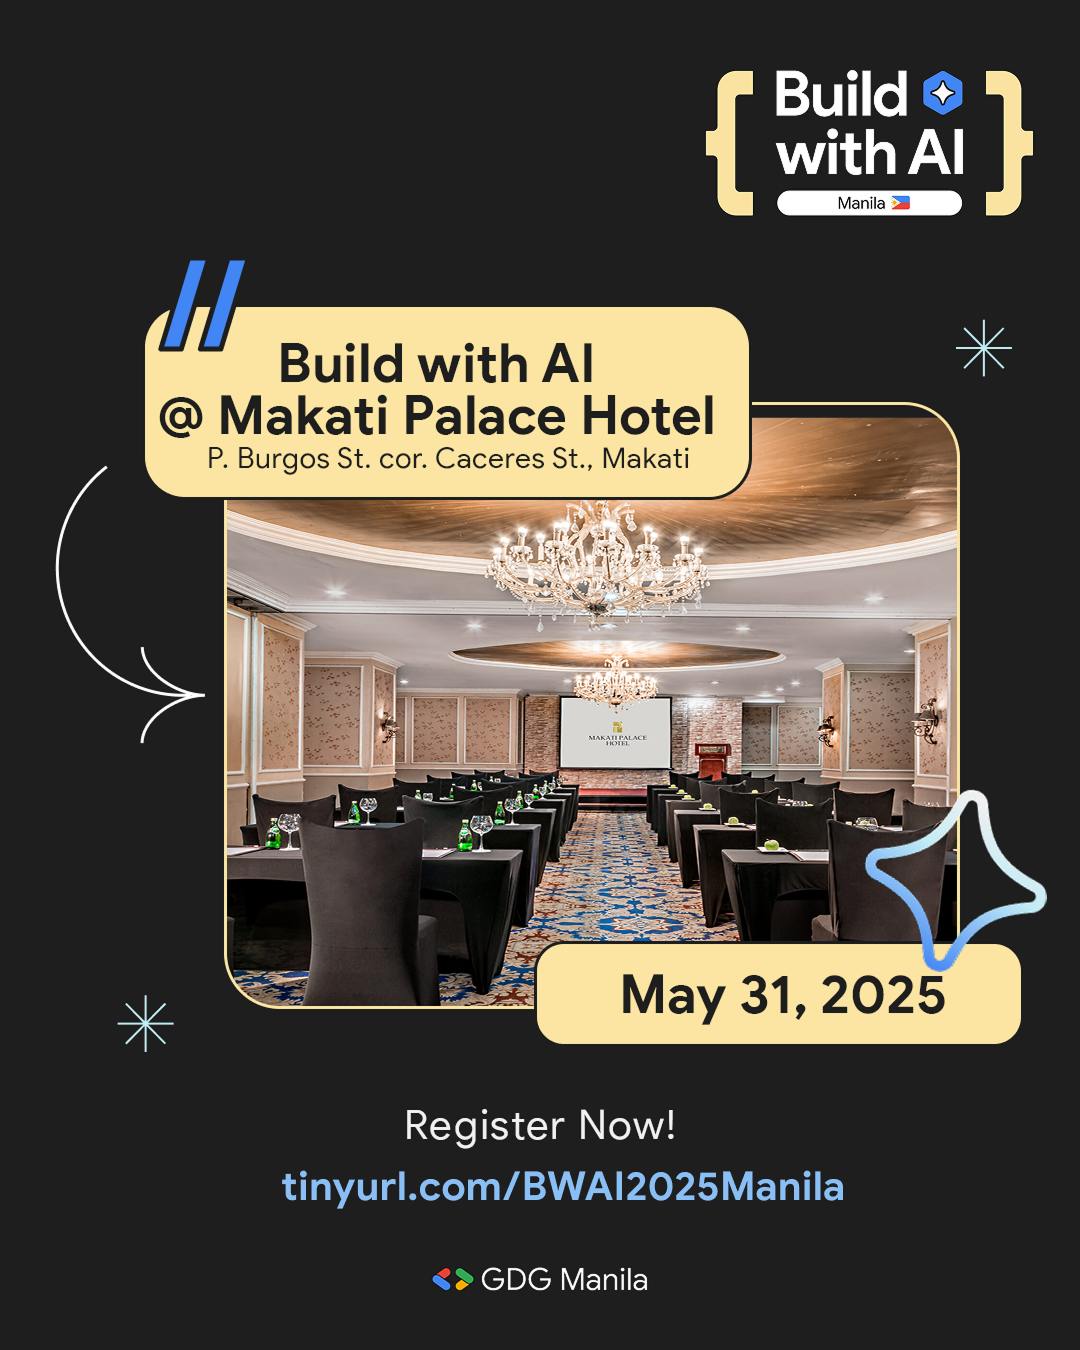 Build
with AI
Manila
Build with AI
@ Makati Palace Hotel
P. Burgos St. cor. Caceres St., Makati
MAKATI PALACE
HOTEL
May 31, 2025
Register Now!
tinyurl.com/BWAI2025Manila
GDG Manila